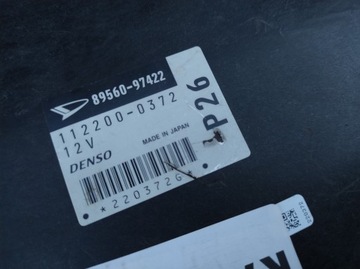 89560-97422
112200-0372
12V
MADE IN JAPAN
DENSO
P26
*2203726*